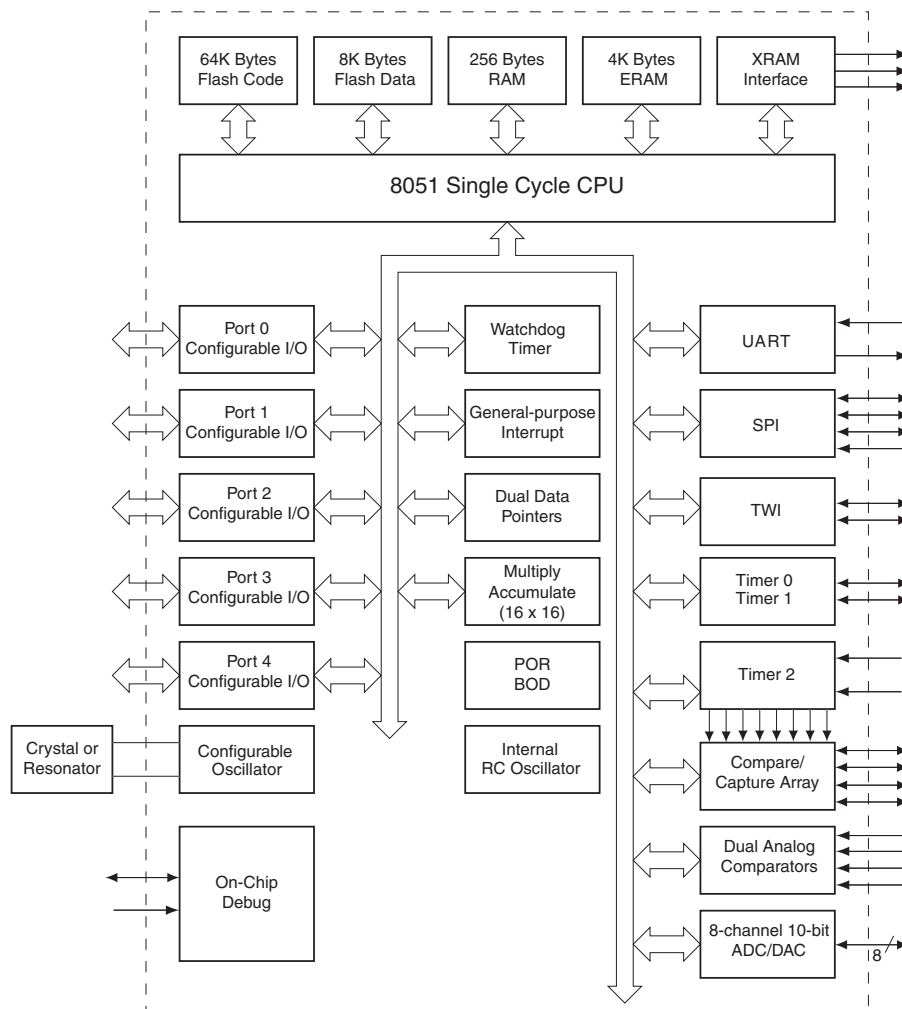 64K Bytes
Flash Code
8K Bytes
Flash Data
256 Bytes
RAM
4K Bytes
ERAM
XRAM
Interface
8051 Single Cycle CPU
Port 0
Configurable I/O
Watchdog
Timer
UART
Port 1
Configurable I/O
General-purpose
Interrupt
SPI
Port 2
Configurable I/O
Dual Data
Pointers
TWI
Port 3
Configurable I/O
Multiply
Accumulate
(16 x 16)
Timer 0
Timer 1
Port 4
Configurable I/O
POR
BOD
Timer 2
Crystal or
Resonator
Configurable
Oscillator
Internal
RC Oscillator
Compare/
Capture Array
On-Chip
Debug
Dual Analog
Comparators
8-channel 10-bit
ADC/DAC
8